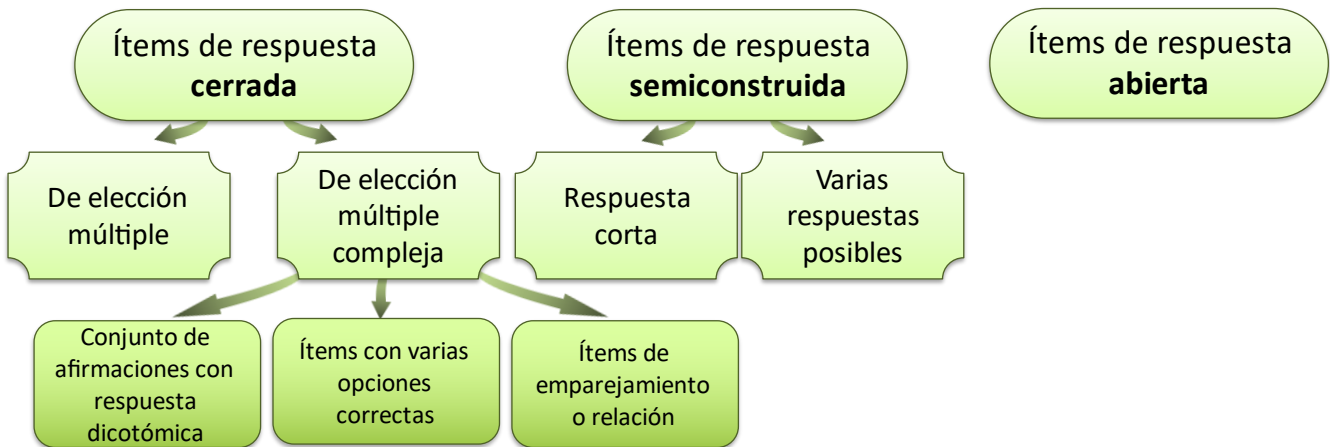 Ítems de respuesta
cerrada
Ítems de respuesta
semiconstruida
Ítems de respuesta
abierta
De elección
múltiple
De elección
múltiple
compleja
Respuesta
corta
Varias
respuestas
posibles
Conjunto de
afirmaciones con
respuesta
dicotómica
Ítems con varias
opciones
correctas
Ítems de
emparejamiento
o relación